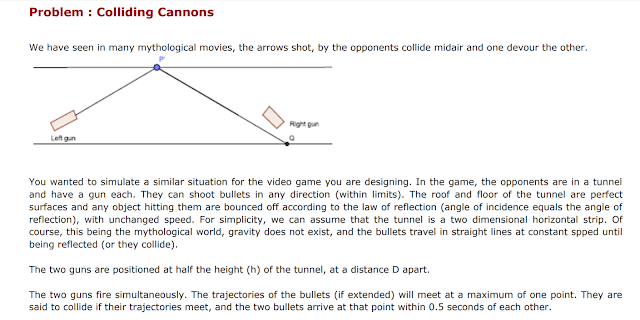 Problem : Colliding Cannons
We have seen in many mythological movies, the arrows shot, by the opponents collide midair and one devour the other.
P
Right gun
Left gun
Q
You wanted to simulate a similar situation for the video game you are designing. In the game, the opponents are in a tunnel
and have a gun each. They can shoot bullets in any direction (within limits). The roof and floor of the tunnel are perfect
surfaces and any object hitting them are bounced off according to the law of reflection (angle of incidence equals the angle of
reflection), with unchanged speed. For simplicity, we can assume that the tunnel is a two dimensional horizontal strip. Of
course, this being the mythological world, gravity does not exist, and the bullets travel in straight lines at constant spped until
being reflected (or they collide).
The two guns are positioned at half the height (h) of the tunnel, at a distance D apart.
The two guns fire simultaneously. The trajectories of the bullets (if extended) will meet at a maximum of one point. They are
said to collide if their trajectories meet, and the two bullets arrive at that point within 0.5 seconds of each other.